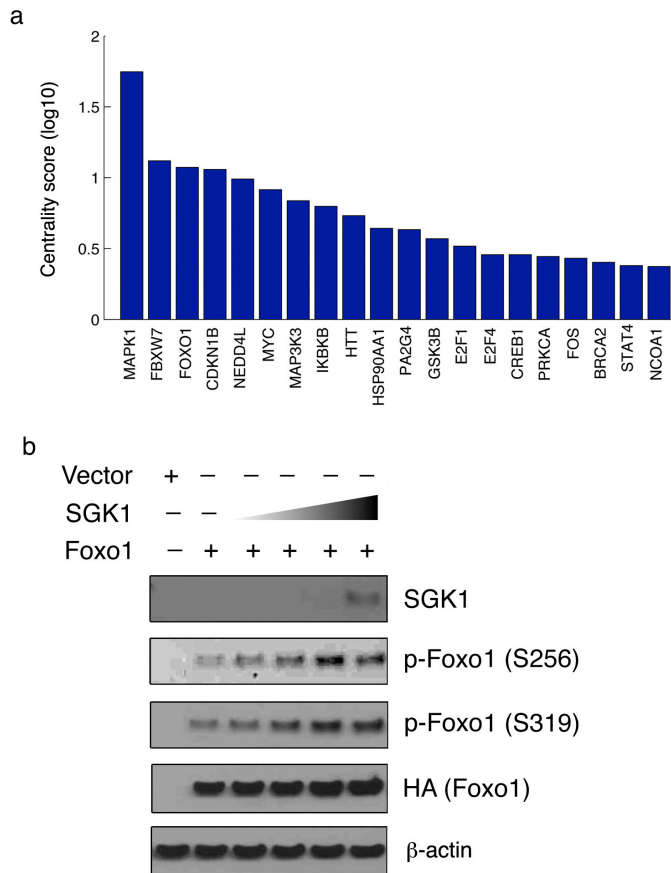 a
Centrality score (log10)
2
1.5
1
0.5
0
MAPK1
FBXW7
FOXO1
CDKN1B
NEDD4L
MYC
MAP3K3
IKBKB
HTT
HSP90AA1
PA2G4
GSK3B
E2F1
E2F4
CREB1
PRKCA
FOS
BRCA2
STAT4
NCOA1
b
Vector + – – – – –
SGK1 – –
Foxo1 – + + + + +
SGK1
p-Foxo1 (S256)
p-Foxo1 (S319)
HA (Foxo1)
β-actin